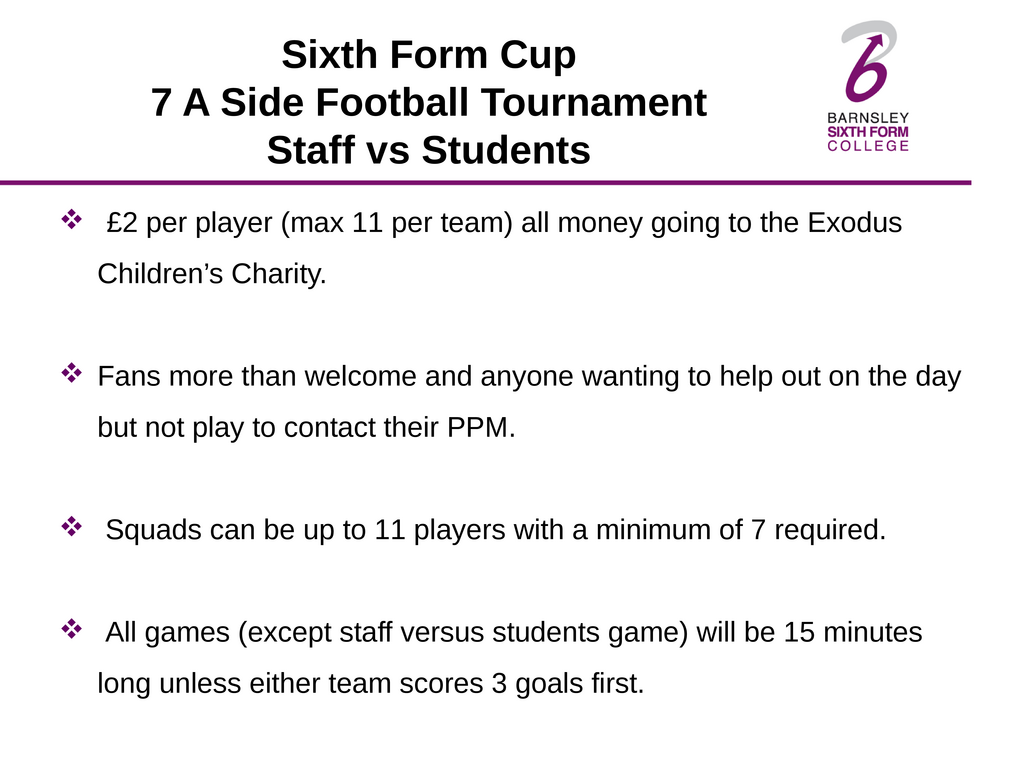 Sixth Form Cup
7 A Side Football Tournament
Staff vs Students
BARNSLEY
SIXTH FORM
COLLEGE
❖ £2 per player (max 11 per team) all money going to the Exodus
Children’s Charity.
❖ Fans more than welcome and anyone wanting to help out on the day
but not play to contact their PPM.
❖ Squads can be up to 11 players with a minimum of 7 required.
❖ All games (except staff versus students game) will be 15 minutes
long unless either team scores 3 goals first.